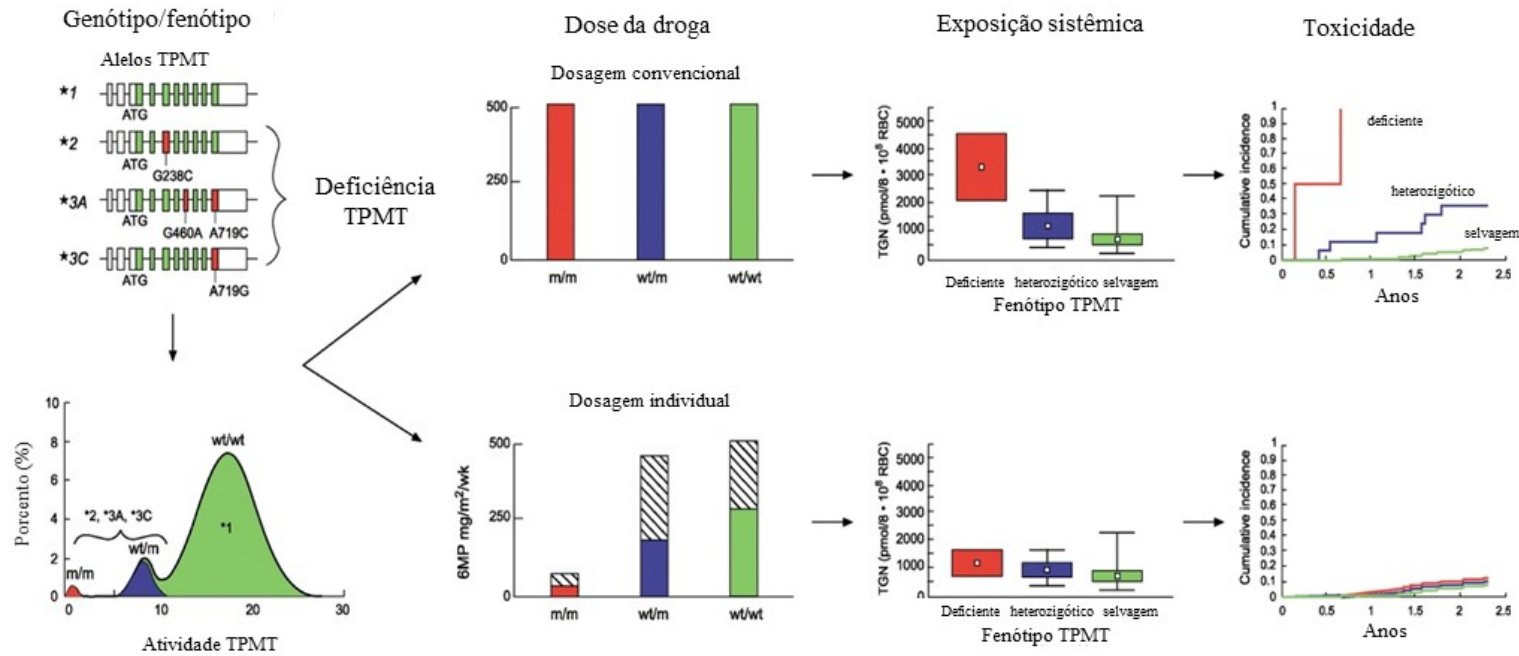 Genótipo/fenótipo
Dose da droga
Exposição sistêmica
Toxicidade
Alelos TPMT
*1
ATG
*2
ATG
G238C
*3A
ATG
G460A A719C
*3C
ATG
A719G
Deficiência
TPMT
Dosagem convencional
500
250
0
m/m wt/m wt/wt
TGN (pmol/8 • 10⁸ RBC)
5000
4000
3000
2000
1000
0
Deficiente heterozigótico selvagem
Fenótipo TPMT
Cumulative incidence
1
0.9
0.8
0.7
0.6
0.5
0.4
0.3
0.2
0.1
0
deficiente
heterozigótico
selvagem
0 0.5 1 1.5 2 2.5
Anos
Porcento (%)
10
8
6
4
2
0
wt/wt
*2, *3A, *3C
wt/m
*1
m/m
0 10 20 30
Atividade TPMT
Dosagem individual
6MP mg/m²/wk
500
250
0
m/m wt/m wt/wt
TGN (pmol/8 • 10⁸ RBC)
5000
4000
3000
2000
1000
0
Deficiente heterozigótico selvagem
Fenótipo TPMT
Cumulative incidence
1
0.9
0.8
0.7
0.6
0.5
0.4
0.3
0.2
0.1
0
0 0.5 1 1.5 2 2.5
Anos